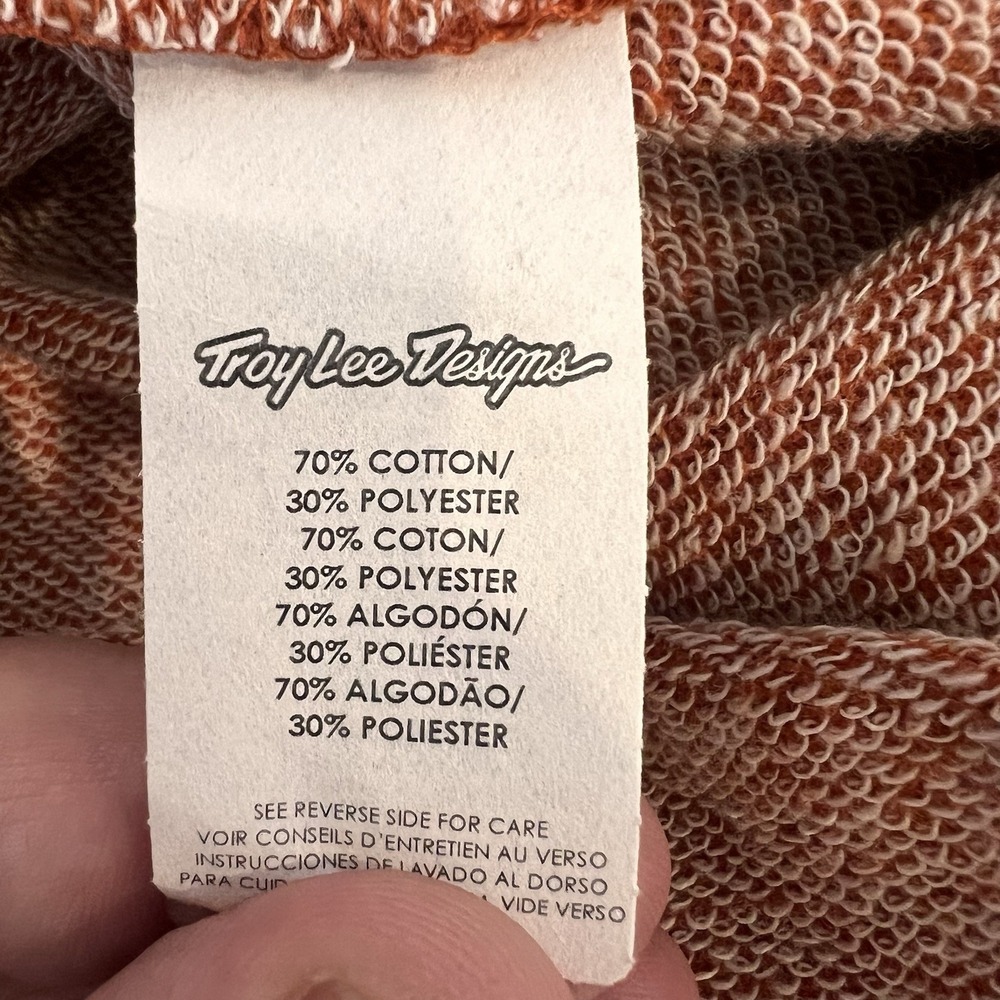 Troy Lee Designs
70% COTTON/
30% POLYESTER
70% COTON/
30% POLYESTER
70% ALGODÓN/
30% POLIÉSTER
70% ALGODÃO/
30% POLIESTER
SEE REVERSE SIDE FOR CARE
VOIR CONSEILS D'ENTRETIEN AU VERSO
INSTRUCCIONES DE LAVADO AL DORSO
PARA VIDE VERSO